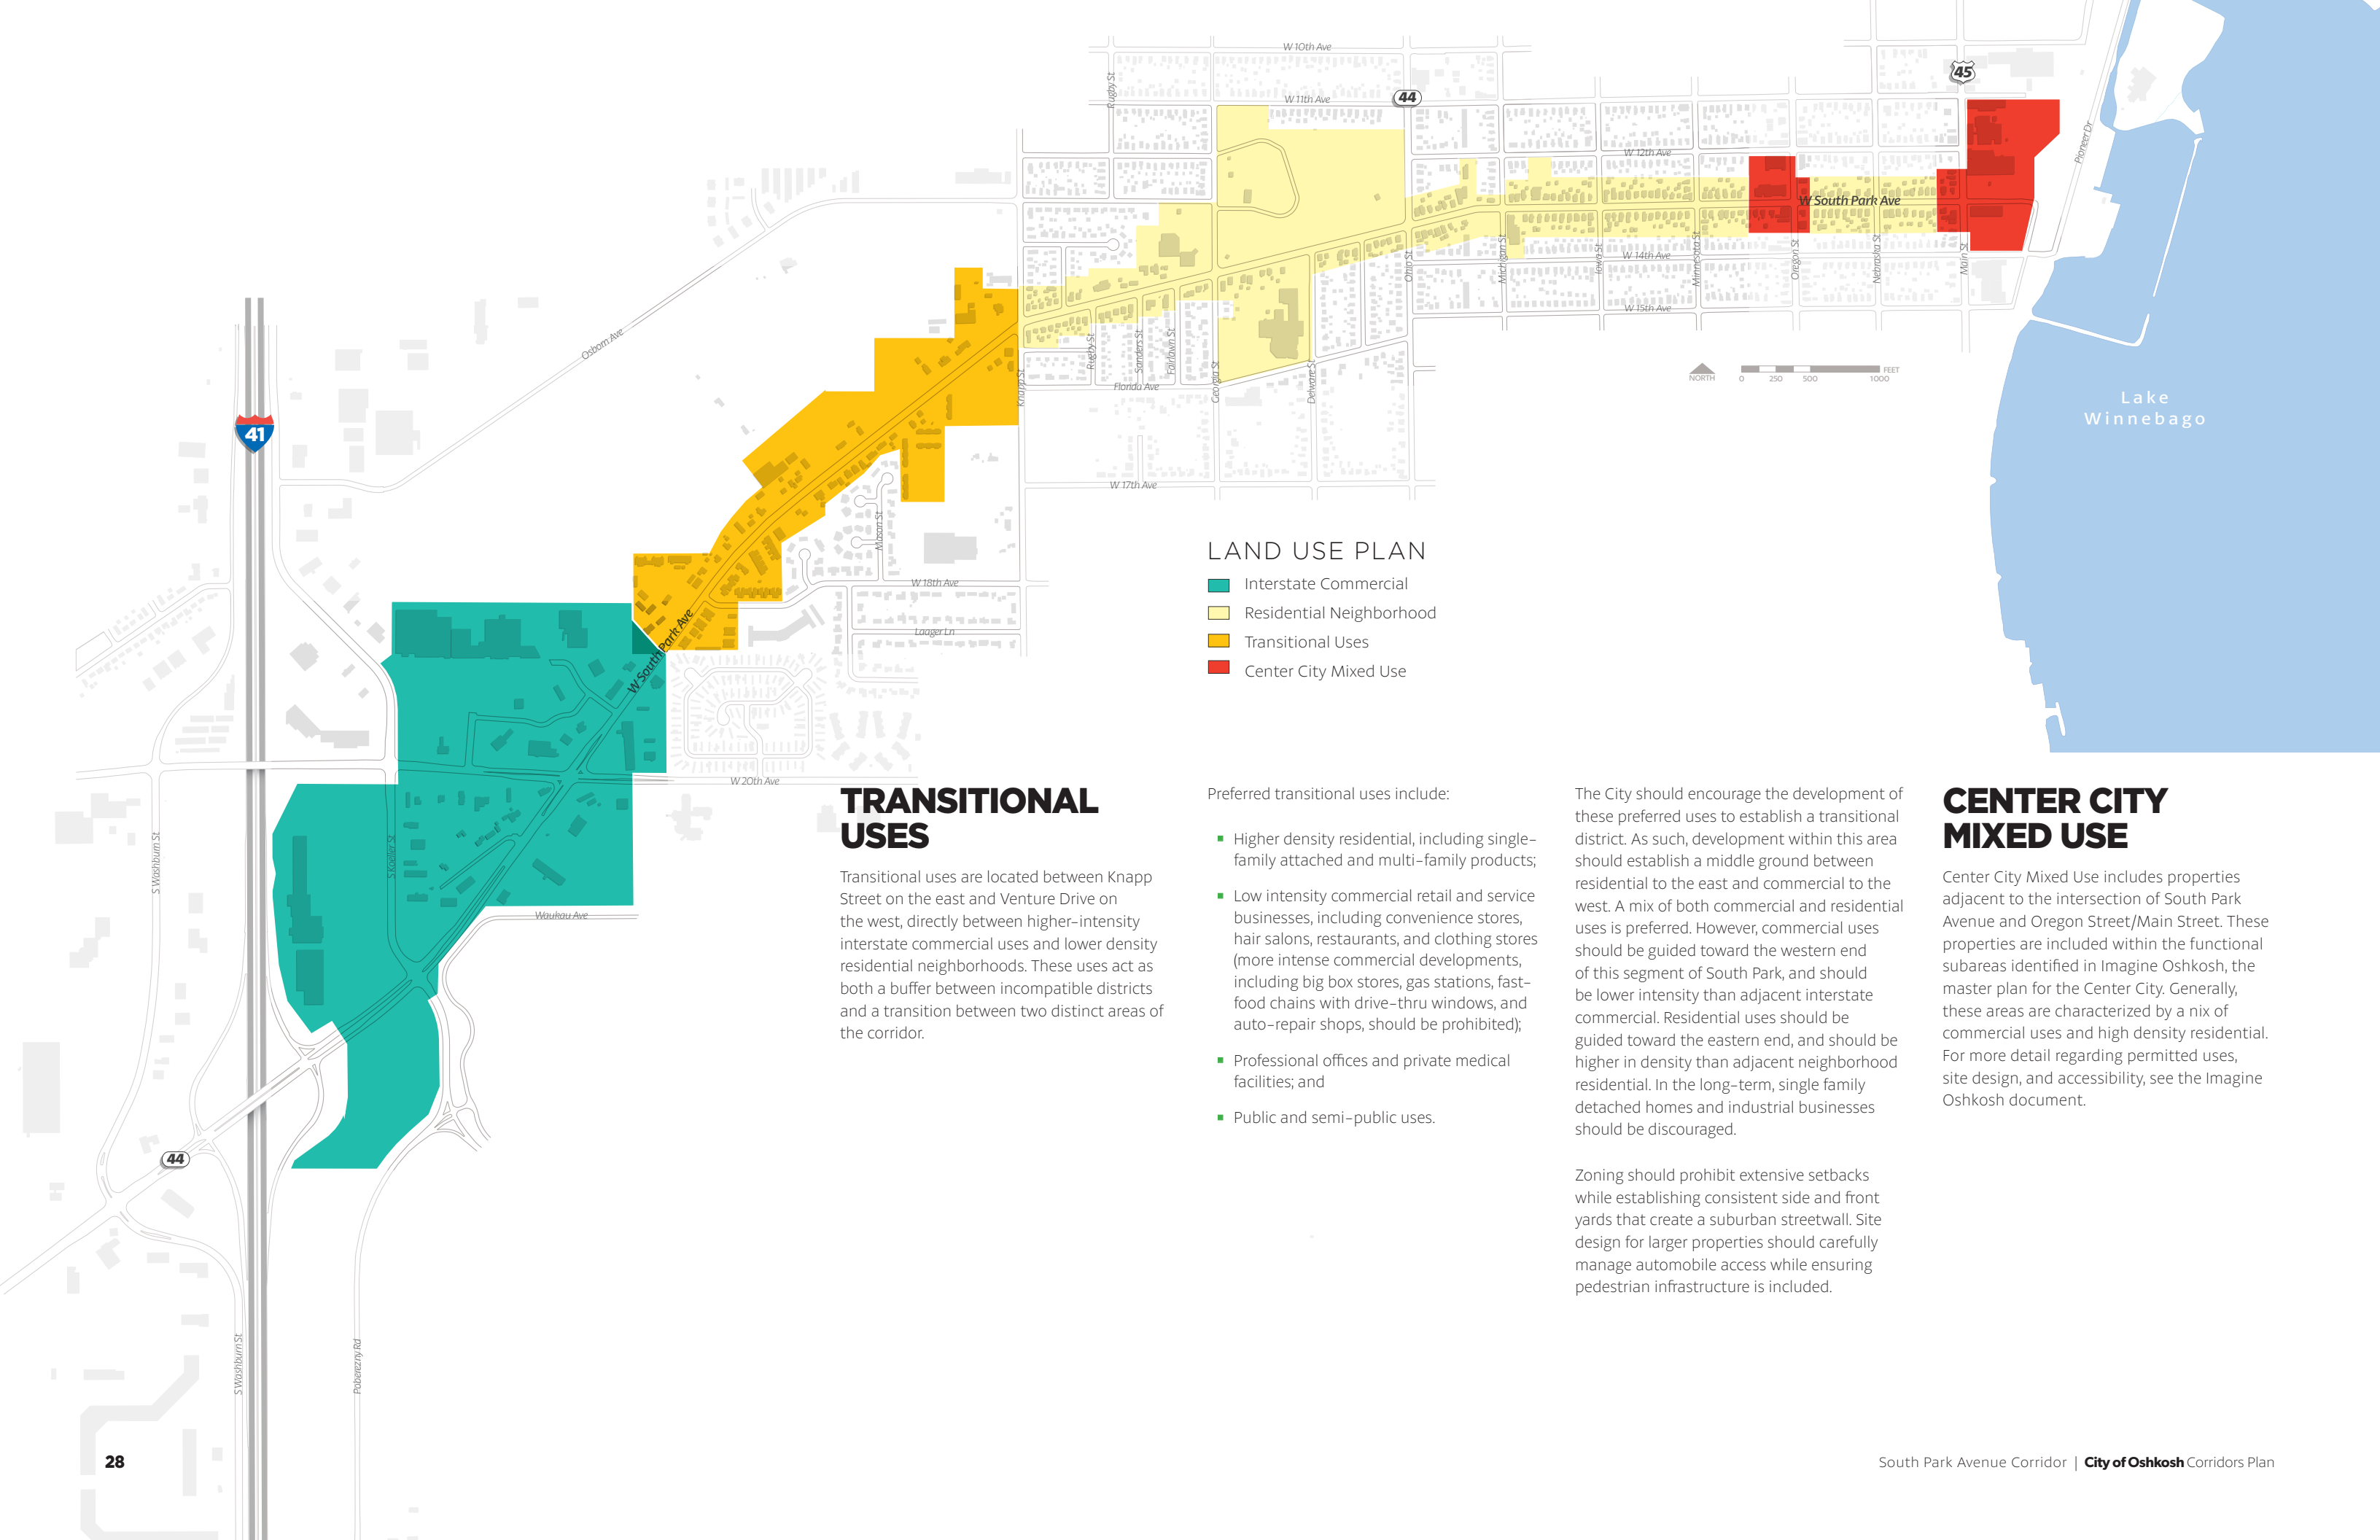 W 10th Ave
45
Rugby St
W 11th Ave
44
Pioneer Dr
W 12th Ave
W South Park Ave
Ohio St
Michigan St
Iowa St
Minnesota St
Oregon St
Nebraska St
Main St
W 14th Ave
W 15th Ave
Osborn Ave
Knapp St
Rugby St
Sanders St
Fairlawn St
Georgia St
Delware St
Florida Ave
NORTH
0 250 500 1000
FEET
Lake
Winnebago
41
W 17th Ave
Mason St
W 18th Ave
Laager Ln
W South Park Ave
LAND USE PLAN
Interstate Commercial
Residential Neighborhood
Transitional Uses
Center City Mixed Use
W 20th Ave
S Washburn St
S Koeller St
Waukau Ave
44
S Washburn St
Poberezny Rd
TRANSITIONAL
USES
Transitional uses are located between Knapp
Street on the east and Venture Drive on
the west, directly between higher-intensity
interstate commercial uses and lower density
residential neighborhoods. These uses act as
both a buffer between incompatible districts
and a transition between two distinct areas of
the corridor.
Preferred transitional uses include:
▪ Higher density residential, including single-
family attached and multi-family products;
▪ Low intensity commercial retail and service
businesses, including convenience stores,
hair salons, restaurants, and clothing stores
(more intense commercial developments,
including big box stores, gas stations, fast-
food chains with drive-thru windows, and
auto-repair shops, should be prohibited);
▪ Professional offices and private medical
facilities; and
▪ Public and semi-public uses.
The City should encourage the development of
these preferred uses to establish a transitional
district. As such, development within this area
should establish a middle ground between
residential to the east and commercial to the
west. A mix of both commercial and residential
uses is preferred. However, commercial uses
should be guided toward the western end
of this segment of South Park, and should
be lower intensity than adjacent interstate
commercial. Residential uses should be
guided toward the eastern end, and should be
higher in density than adjacent neighborhood
residential. In the long-term, single family
detached homes and industrial businesses
should be discouraged.
Zoning should prohibit extensive setbacks
while establishing consistent side and front
yards that create a suburban streetwall. Site
design for larger properties should carefully
manage automobile access while ensuring
pedestrian infrastructure is included.
CENTER CITY
MIXED USE
Center City Mixed Use includes properties
adjacent to the intersection of South Park
Avenue and Oregon Street/Main Street. These
properties are included within the functional
subareas identified in Imagine Oshkosh, the
master plan for the Center City. Generally,
these areas are characterized by a nix of
commercial uses and high density residential.
For more detail regarding permitted uses,
site design, and accessibility, see the Imagine
Oshkosh document.
28
South Park Avenue Corridor | City of Oshkosh Corridors Plan